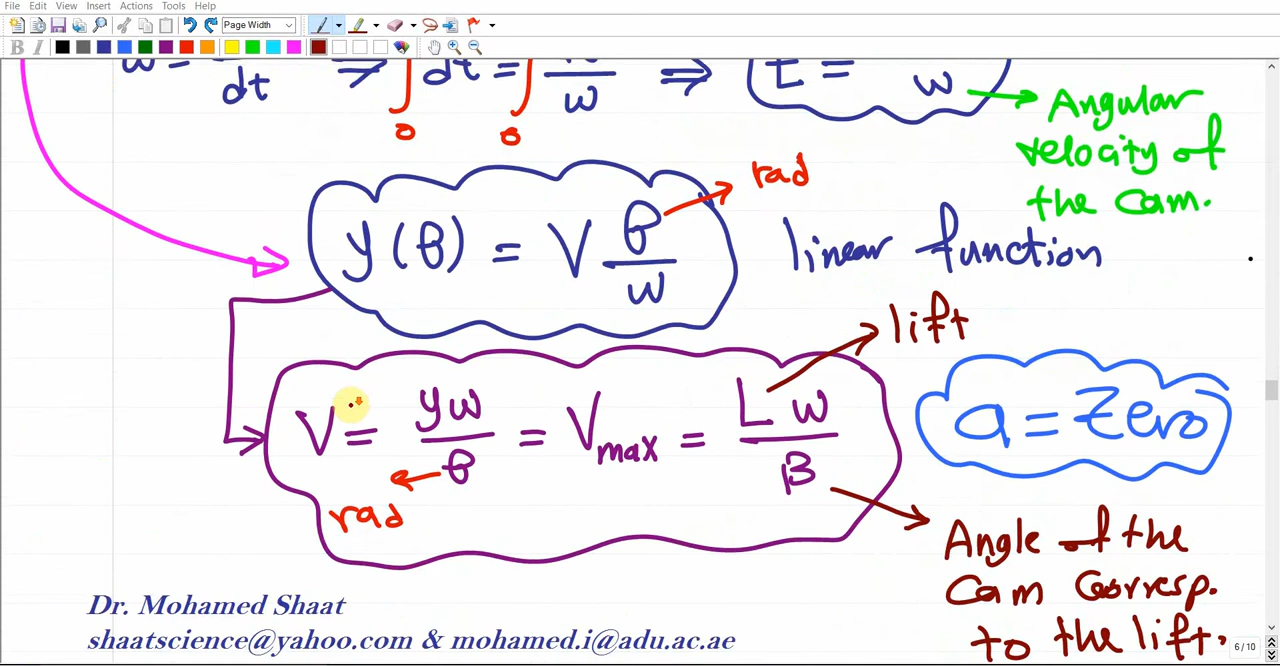 File Edit View Insert Actions Tools Help
Page Width
B I
w = dt ⇒ ∫ dt = ∫ w ⇒ t = w
0 0
Angular
velocity of
the Cam.
rad
y(θ) = V θ/w linear function
lift
V = yw/θ = Vmax = Lw/β
a = Zero
rad
Angle of the
Cam Corresp.
to the lift.
Dr. Mohamed Shaat
shaatscience@yahoo.com & mohamed.i@adu.ac.ae
6/10